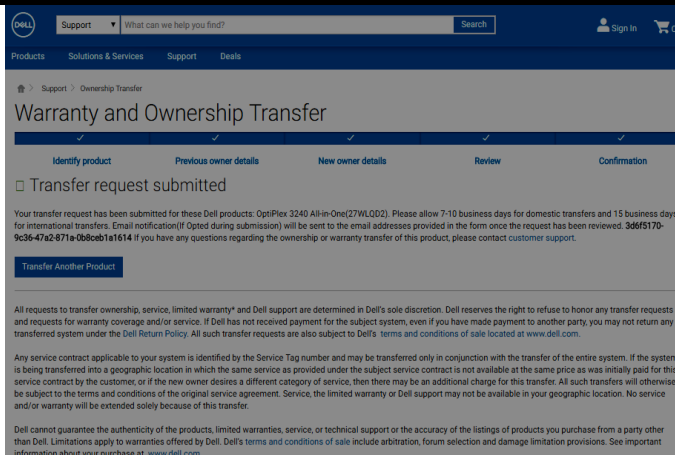 DELL Support What can we help you find? Search Sign In
Products Solutions & Services Support Deals
Support > Ownership Transfer
Warranty and Ownership Transfer
Identify product Previous owner details New owner details Review Confirmation
Transfer request submitted
Your transfer request has been submitted for these Dell products: OptiPlex 3240 All-in-One(27WLQD2). Please allow 7-10 business days for domestic transfers and 15 business days
for international transfers. Email notification(If Opted during submission) will be sent to the email addresses provided in the form once the request has been reviewed. 3d6f5170-
9c36-47a2-871a-0b8ceb1a1614 If you have any questions regarding the ownership or warranty transfer of this product, please contact customer support.
Transfer Another Product
All requests to transfer ownership, service, limited warranty* and Dell support are determined in Dell's sole discretion. Dell reserves the right to refuse to honor any transfer requests
and requests for warranty coverage and/or service. If Dell has not received payment for the subject system, even if you have made payment to another party, you may not return any
transferred system under the Dell Return Policy. All such transfer requests are also subject to Dell's terms and conditions of sale located at www.dell.com.
Any service contract applicable to your system is identified by the Service Tag number and may be transferred only in conjunction with the transfer of the entire system. If the system
is being transferred into a geographic location in which the same service as provided under the subject service contract is not available at the same price as was initially paid for this
service contract by the customer, or if the new owner desires a different category of service, then there may be an additional charge for this transfer. All such transfers will otherwise
be subject to the terms and conditions of the original service agreement. Service, the limited warranty or Dell support may not be available in your geographic location. No service
and/or warranty will be extended solely because of this transfer.
Dell cannot guarantee the authenticity of the products, limited warranties, service, or technical support or the accuracy of the listings of products you purchase from a party other
than Dell. Limitations apply to warranties offered by Dell. Dell's terms and conditions of sale include arbitration, forum selection and damage limitation provisions. See important
information about your purchase at www.dell.com